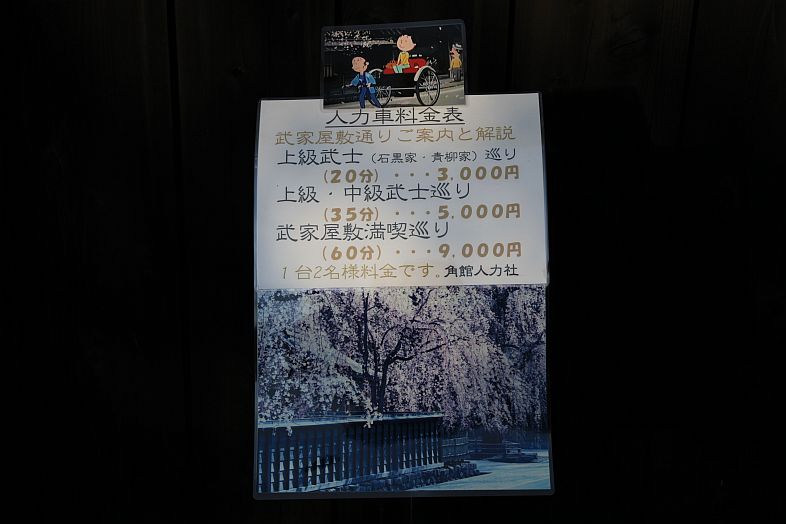 人力車料金表
武家屋敷通りご案内と解説
上級武士（石黒家・青柳家）巡り
(20分)・・・3,000円
上級・中級武士巡り
(35分)・・・5,000円
武家屋敷満喫巡り
(60分)・・・9,000円
1台2名様料金です。角館人力社